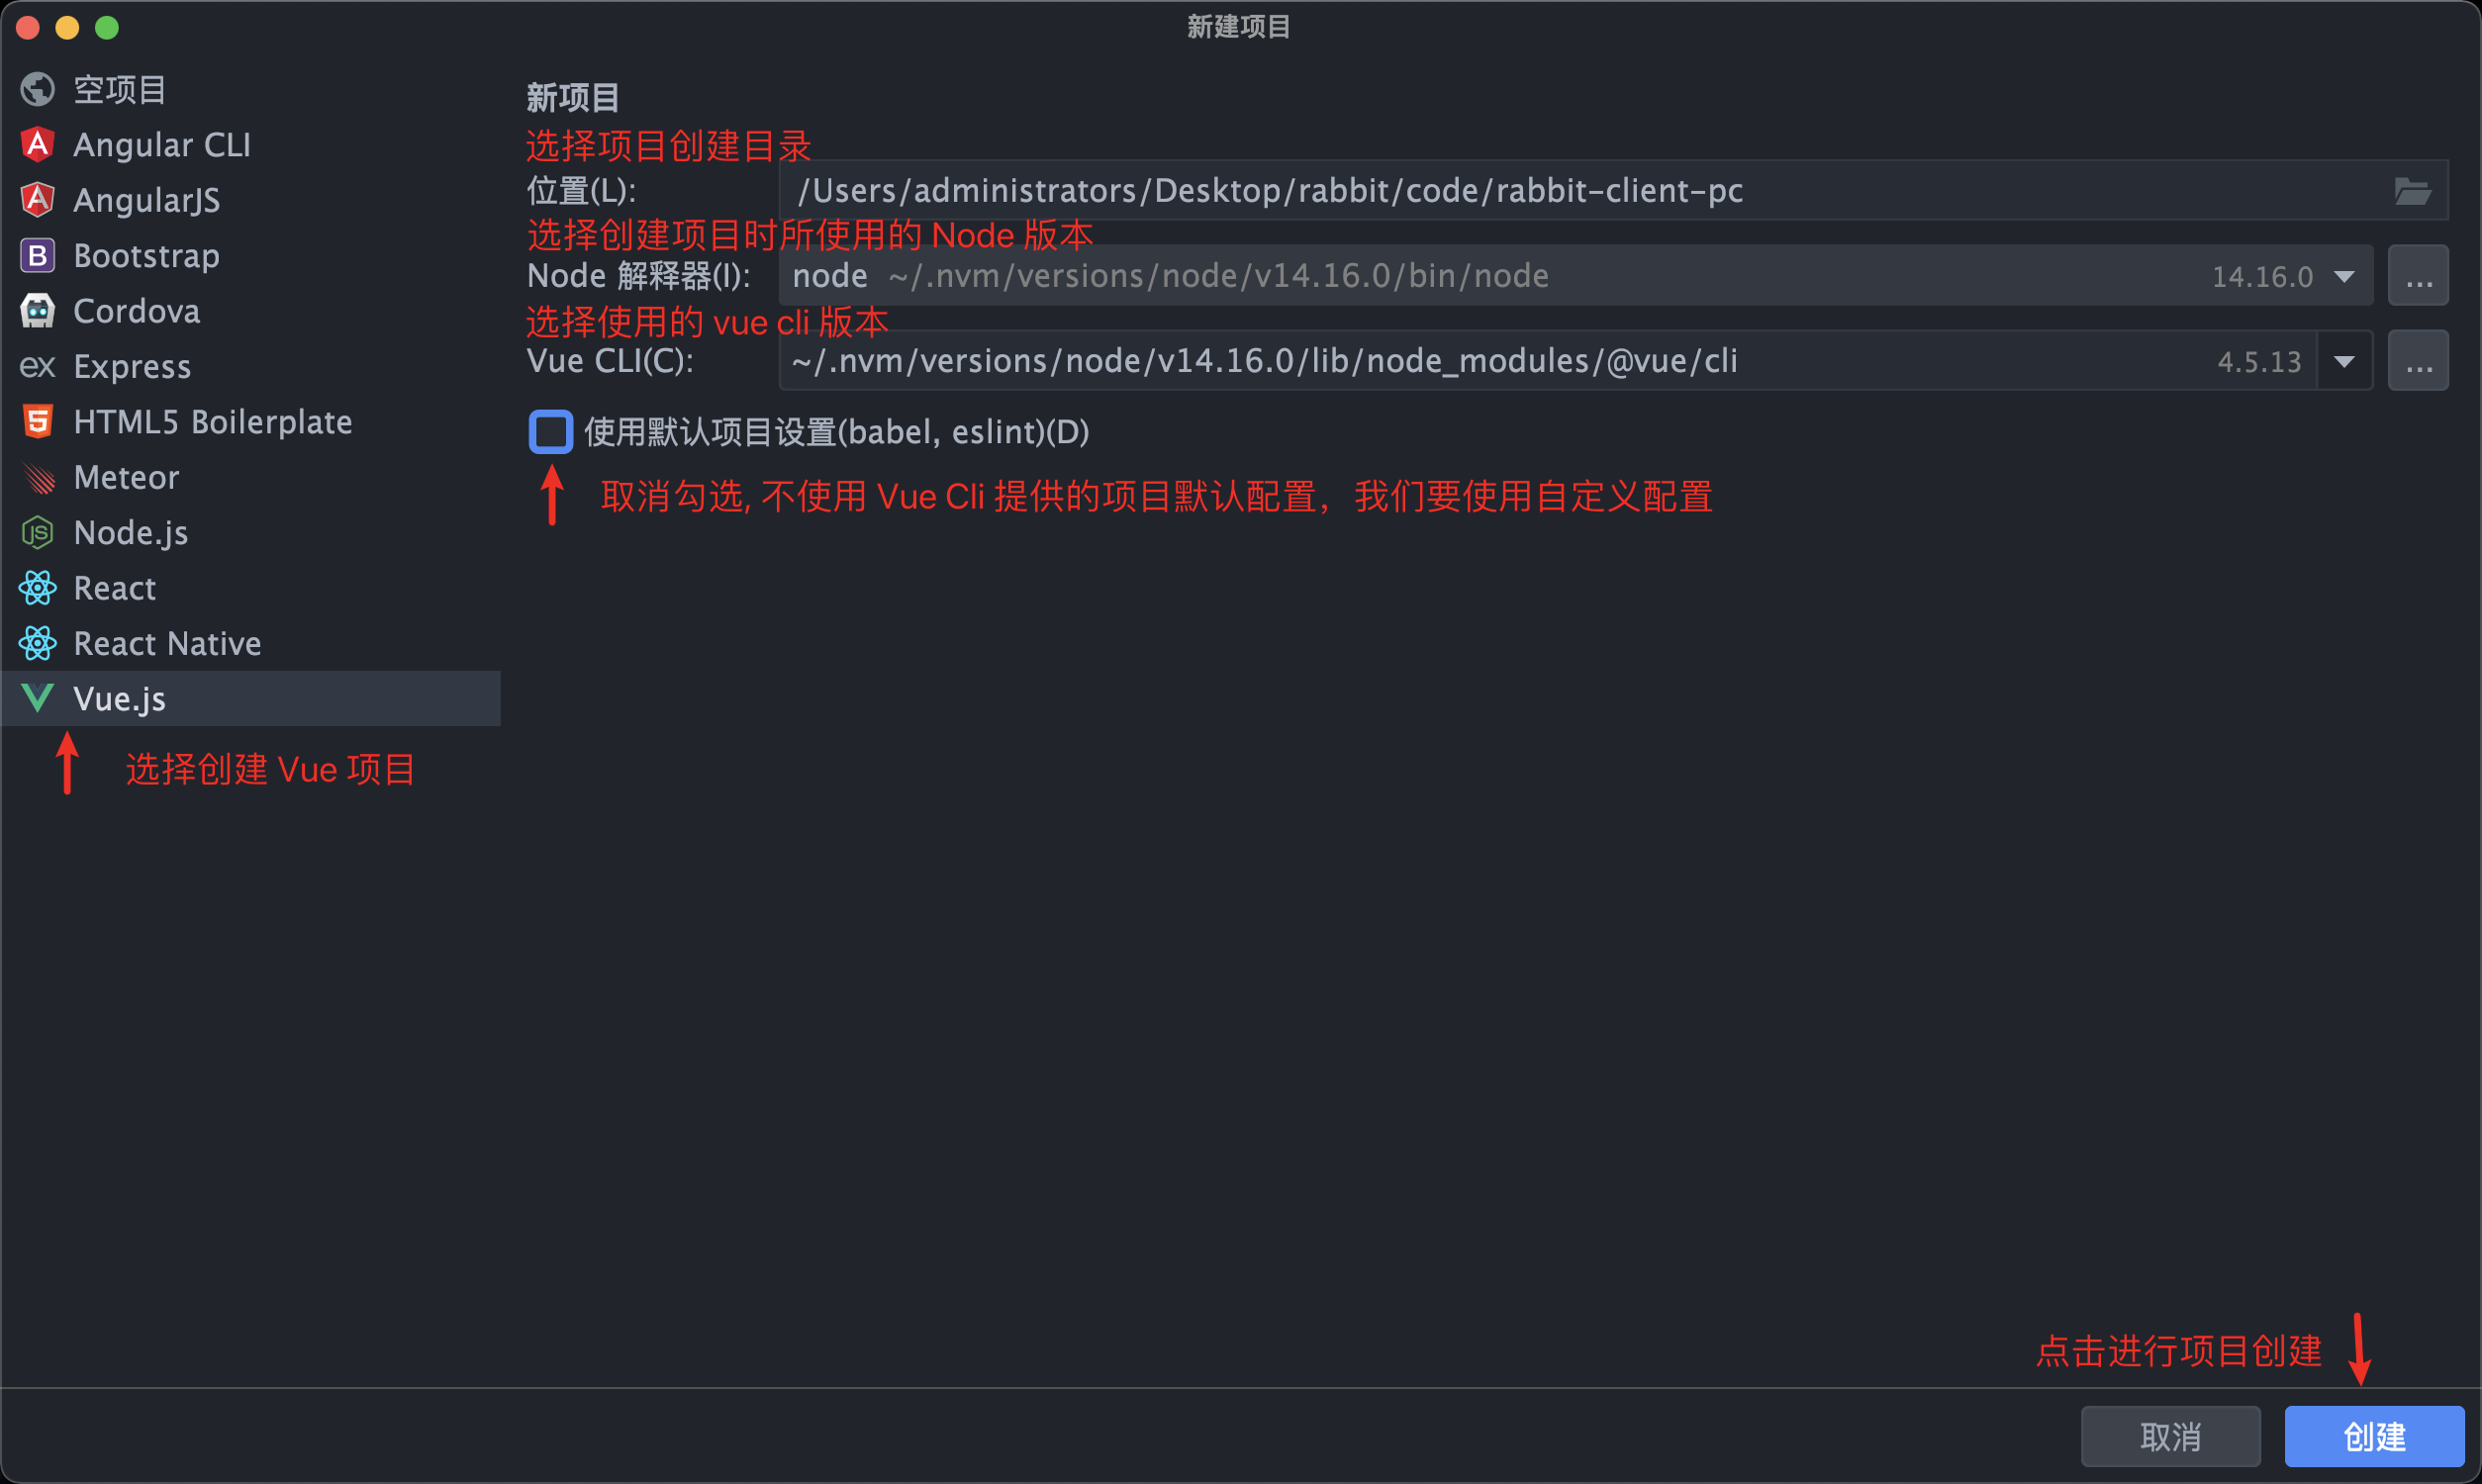 新建项目
空项目
Angular CLI
AngularJS
Bootstrap
Cordova
Express
HTML5 Boilerplate
Meteor
Node.js
React
React Native
Vue.js
选择创建 Vue 项目
新项目
选择项目创建目录
位置(L): /Users/administrators/Desktop/rabbit/code/rabbit-client-pc
选择创建项目时所使用的 Node 版本
Node 解释器(I): node ~/.nvm/versions/node/v14.16.0/bin/node 14.16.0 ...
选择使用的 vue cli 版本
Vue CLI(C): ~/.nvm/versions/node/v14.16.0/lib/node_modules/@vue/cli 4.5.13 ...
使用默认项目设置(babel, eslint)(D)
取消勾选, 不使用 Vue Cli 提供的项目默认配置，我们要使用自定义配置
点击进行项目创建
取消 创建